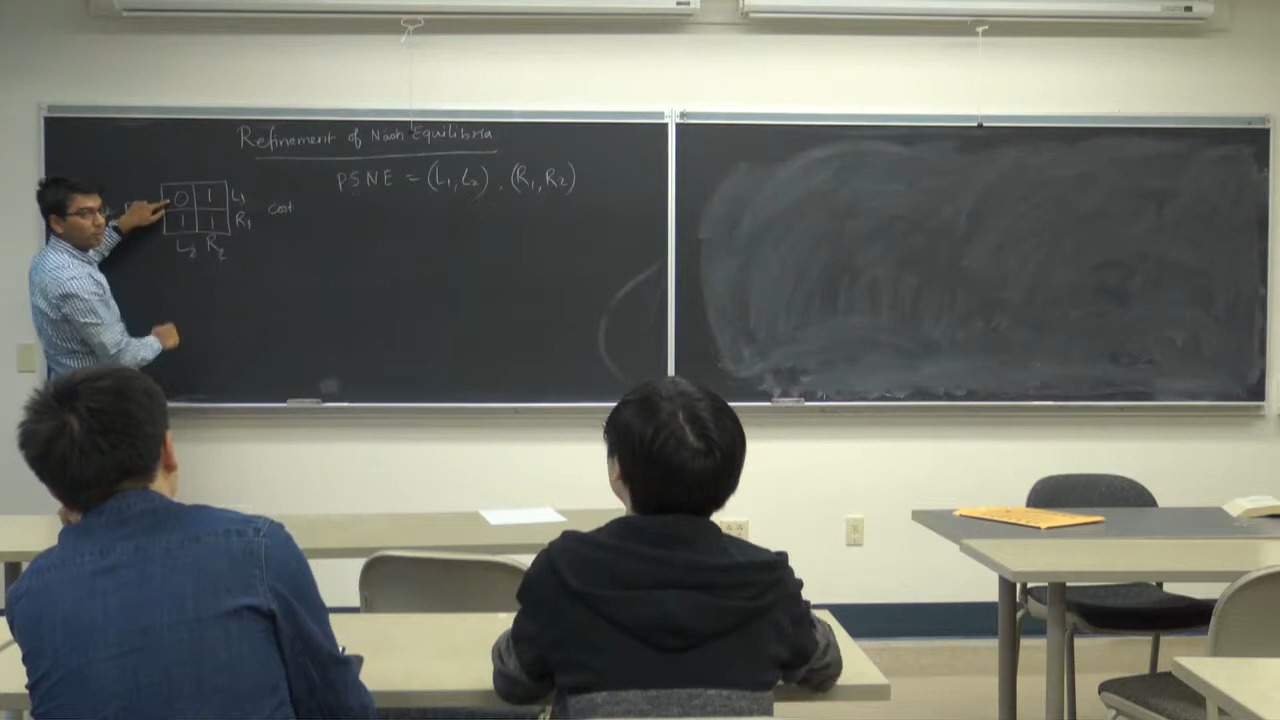 Refinement of Nash Equilibria
PSNE = (L₁, L₂), (R₁, R₂)
0 1 L₁
1 1 R₁ cost
L₂ R₂